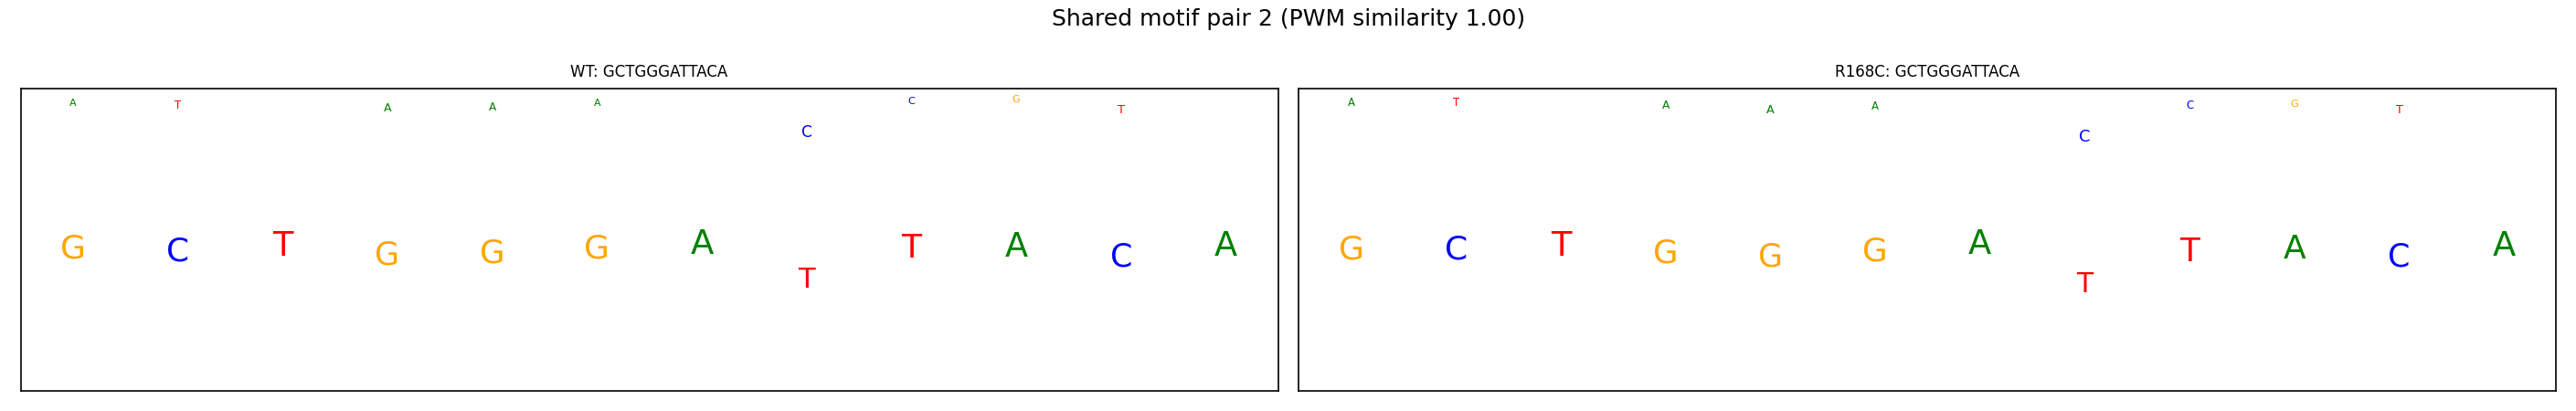 Shared motif pair 2 (PWM similarity 1.00)
WT: GCTGGGATTACA
A T A A A C C G T
G C T G G G A T T A C A
R168C: GCTGGGATTACA
A T A A A C C G T
G C T G G G A T T A C A